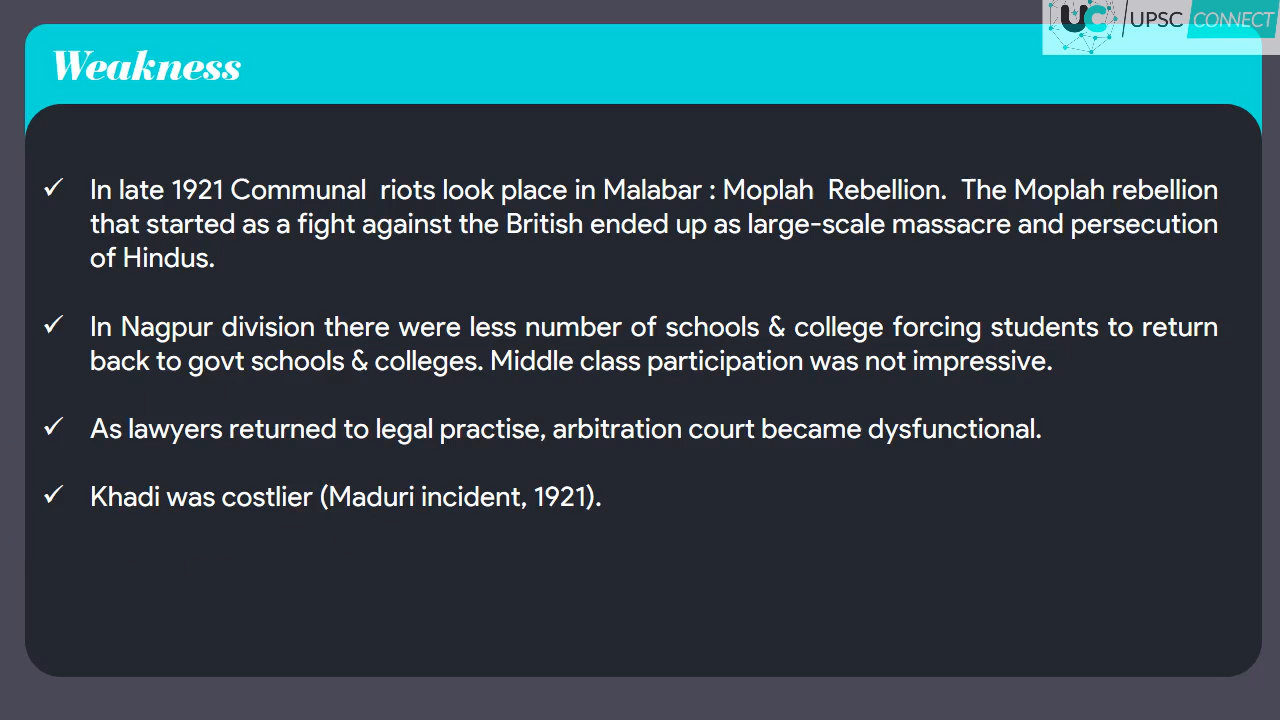 UC UPSC CONNECT
Weakness
✓ In late 1921 Communal riots look place in Malabar : Moplah Rebellion. The Moplah rebellion
that started as a fight against the British ended up as large-scale massacre and persecution
of Hindus.
✓ In Nagpur division there were less number of schools & college forcing students to return
back to govt schools & colleges. Middle class participation was not impressive.
✓ As lawyers returned to legal practise, arbitration court became dysfunctional.
✓ Khadi was costlier (Maduri incident, 1921).